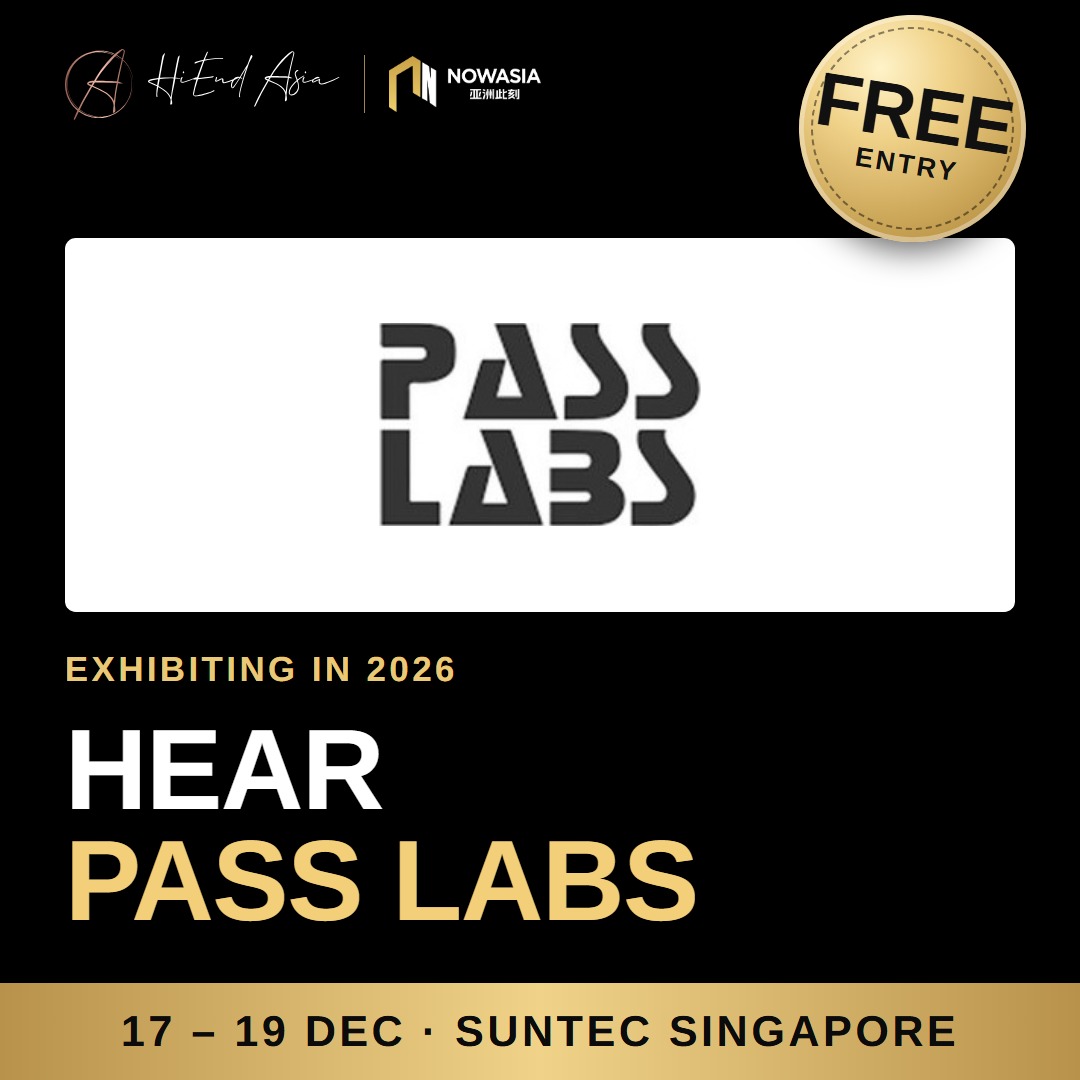 HiEnd Asia
NOWASIA
亚洲此刻
FREE
ENTRY
PASS
LABS
EXHIBITING IN 2026
HEAR
PASS LABS
17 – 19 DEC · SUNTEC SINGAPORE